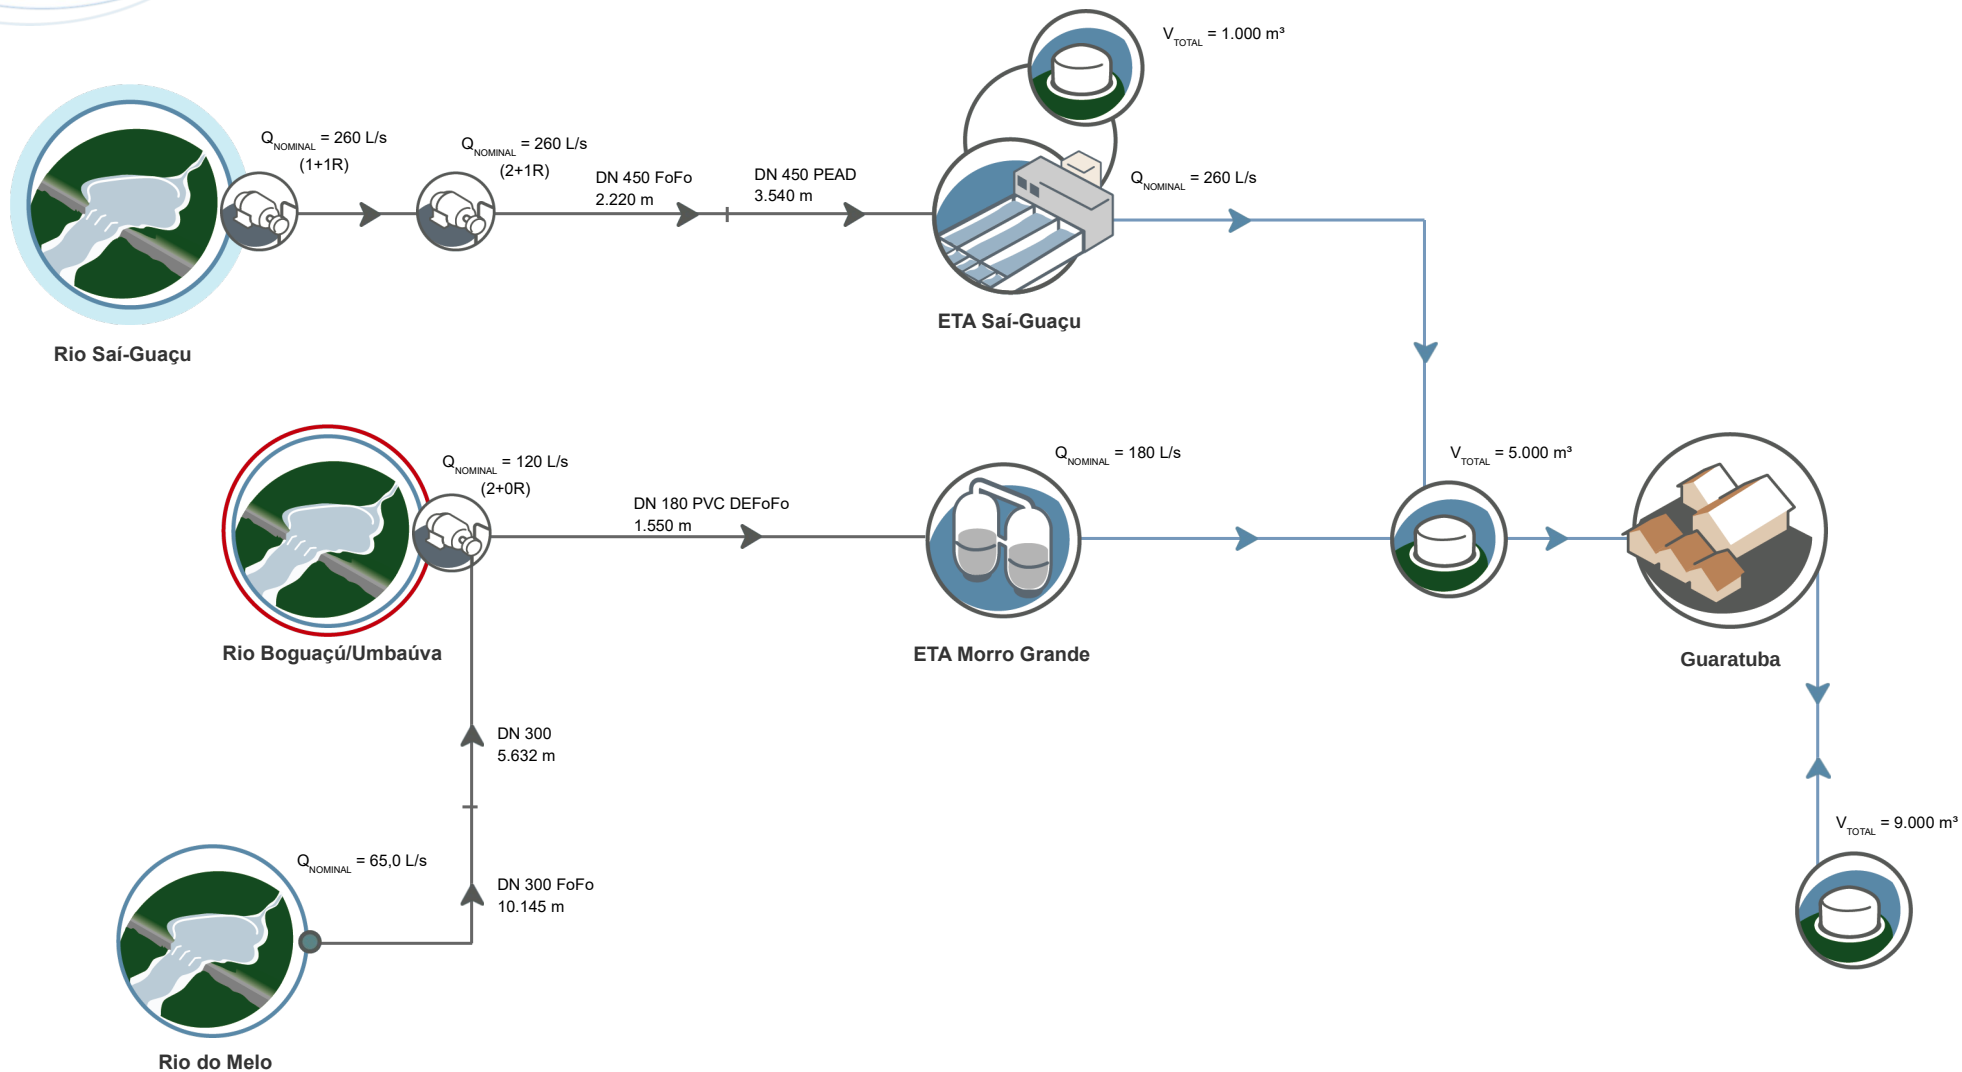 V TOTAL = 1.000 m³
Q NOMINAL = 260 L/s
(1+1R)
Q NOMINAL = 260 L/s
(2+1R)
DN 450 FoFo
2.220 m
DN 450 PEAD
3.540 m
Q NOMINAL = 260 L/s
ETA Saí-Guaçu
Rio Saí-Guaçu
Q NOMINAL = 120 L/s
(2+0R)
DN 180 PVC DEFoFo
1.550 m
Q NOMINAL = 180 L/s
V TOTAL = 5.000 m³
Rio Boguaçú/Umbaúva
ETA Morro Grande
Guaratuba
DN 300
5.632 m
V TOTAL = 9.000 m³
Q NOMINAL = 65,0 L/s
DN 300 FoFo
10.145 m
Rio do Melo